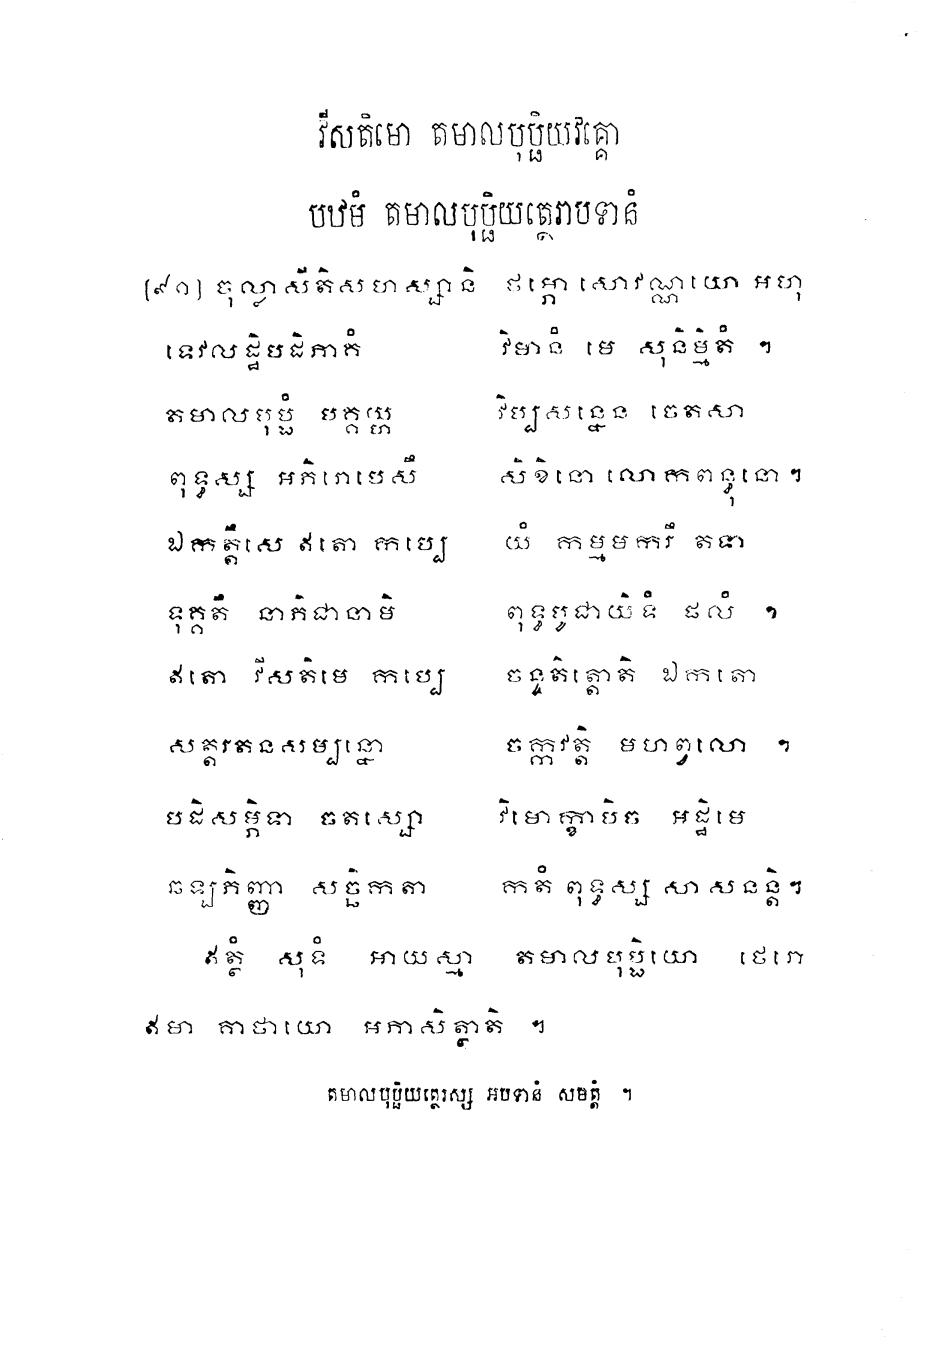 វីសតិមោ តមាលបុប្ផិយវគ្គោ
បឋមំ តមាលបុប្ផិយត្ថេរាបទានំ
[៩១] ចុល្លាសីតិសហស្សានិ ថម្ភា សោវណ្ណយោ អហុ
ទេវលដ្ឋិបដិភាកំ វិមានំ មេ សុនិម្មិតំ ។
តមាលបុប្ផំ បគ្គយ្ហ វិប្បសន្នេន ចេតសា
ពុទ្ធស្ស អភិរោបេសឹ សិខិនោ លោកពន្ធុនោ។
ឯកត្តឹសេ ឥតោ កប្បេ យំ កម្មមករឹ តទា
ទុគ្គតឹ នាភិជានាមិ ពុទ្ធបូជាយិទំ ផលំ ។
ឥតោ វីសតិមេ កប្បេ ចន្ទតិត្តោតិ ឯកតោ
សត្តរតនសម្បន្នោ ចក្កវត្តិ មហព្វលោ ។
បដិសម្ភិទា ចតស្សោ វិមោក្ខាបិច អដ្ឋិមេ
ឆឡភិញ្ញា សច្ឆិកតា កតំ ពុទ្ធស្ស សាសនន្តិ។
ឥត្ថំ សុទំ អាយស្មា តមាលបុប្ផិយោ ថេរោ
ឥមា គាថាយោ អភាសិត្ថាតិ ។
តមាលបុប្ផិយត្ថេរស្ស អបទានំ សមត្តំ ។